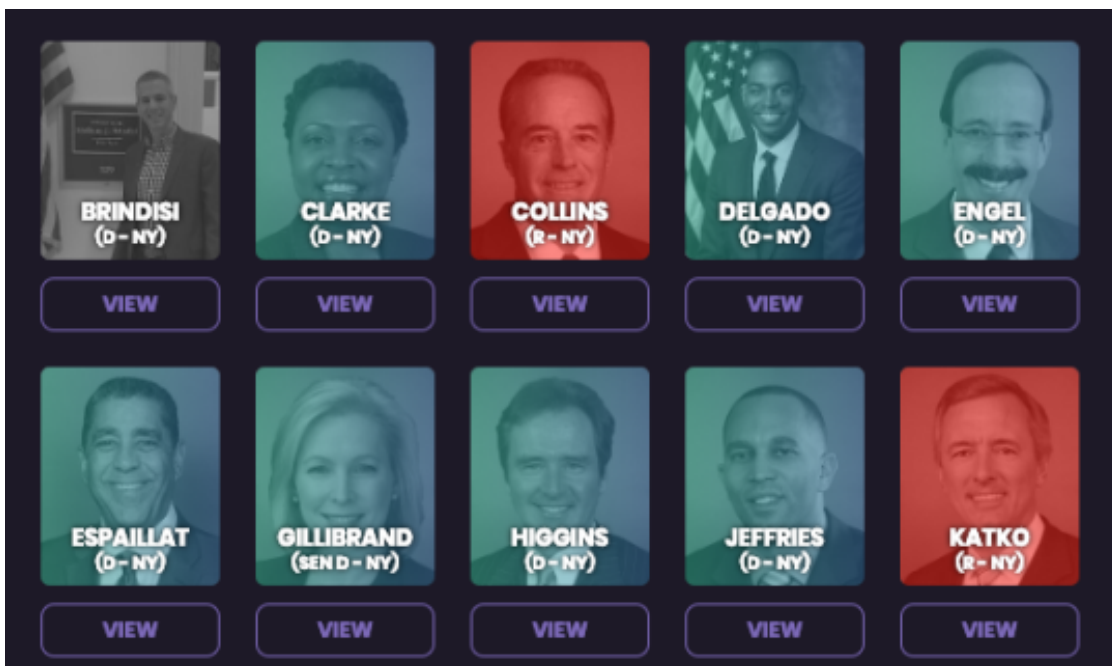 BRINDISI
(D - NY)
CLARKE
(D - NY)
COLLINS
(R - NY)
DELGADO
(D - NY)
ENGEL
(D - NY)
VIEW
VIEW
VIEW
VIEW
VIEW
ESPAILLAT
(D - NY)
GILLIBRAND
(SEN D - NY)
HIGGINS
(D - NY)
JEFFRIES
(D - NY)
KATKO
(R - NY)
VIEW
VIEW
VIEW
VIEW
VIEW